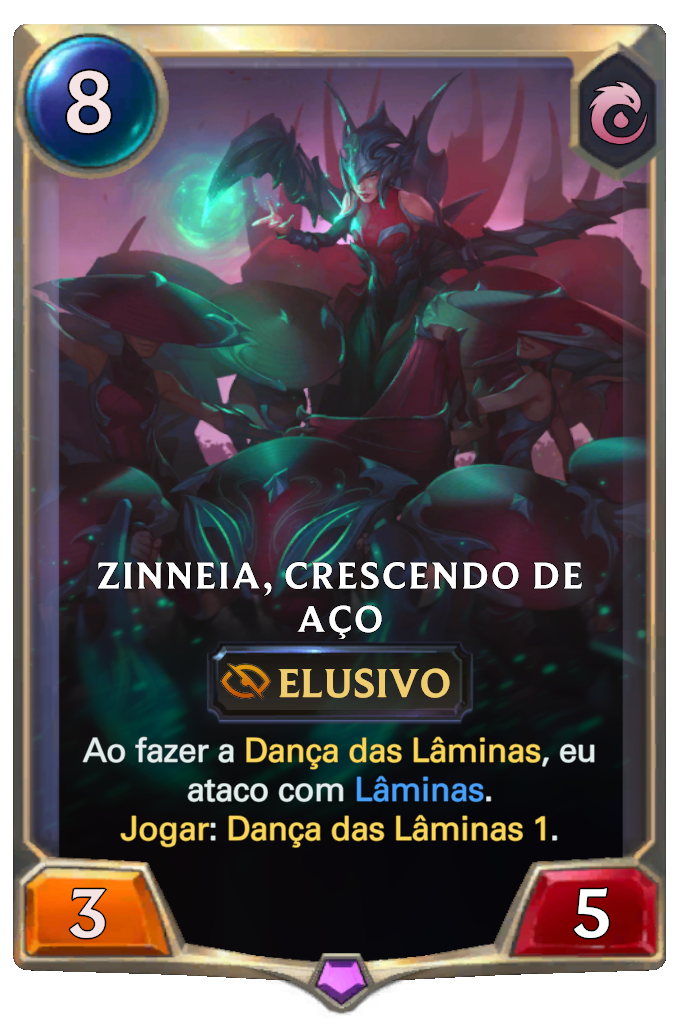 8
ZINNEIA, CRESCENDO DE
AÇO
ELUSIVO
Ao fazer a Dança das Lâminas, eu
ataco com Lâminas.
Jogar: Dança das Lâminas 1.
3
5